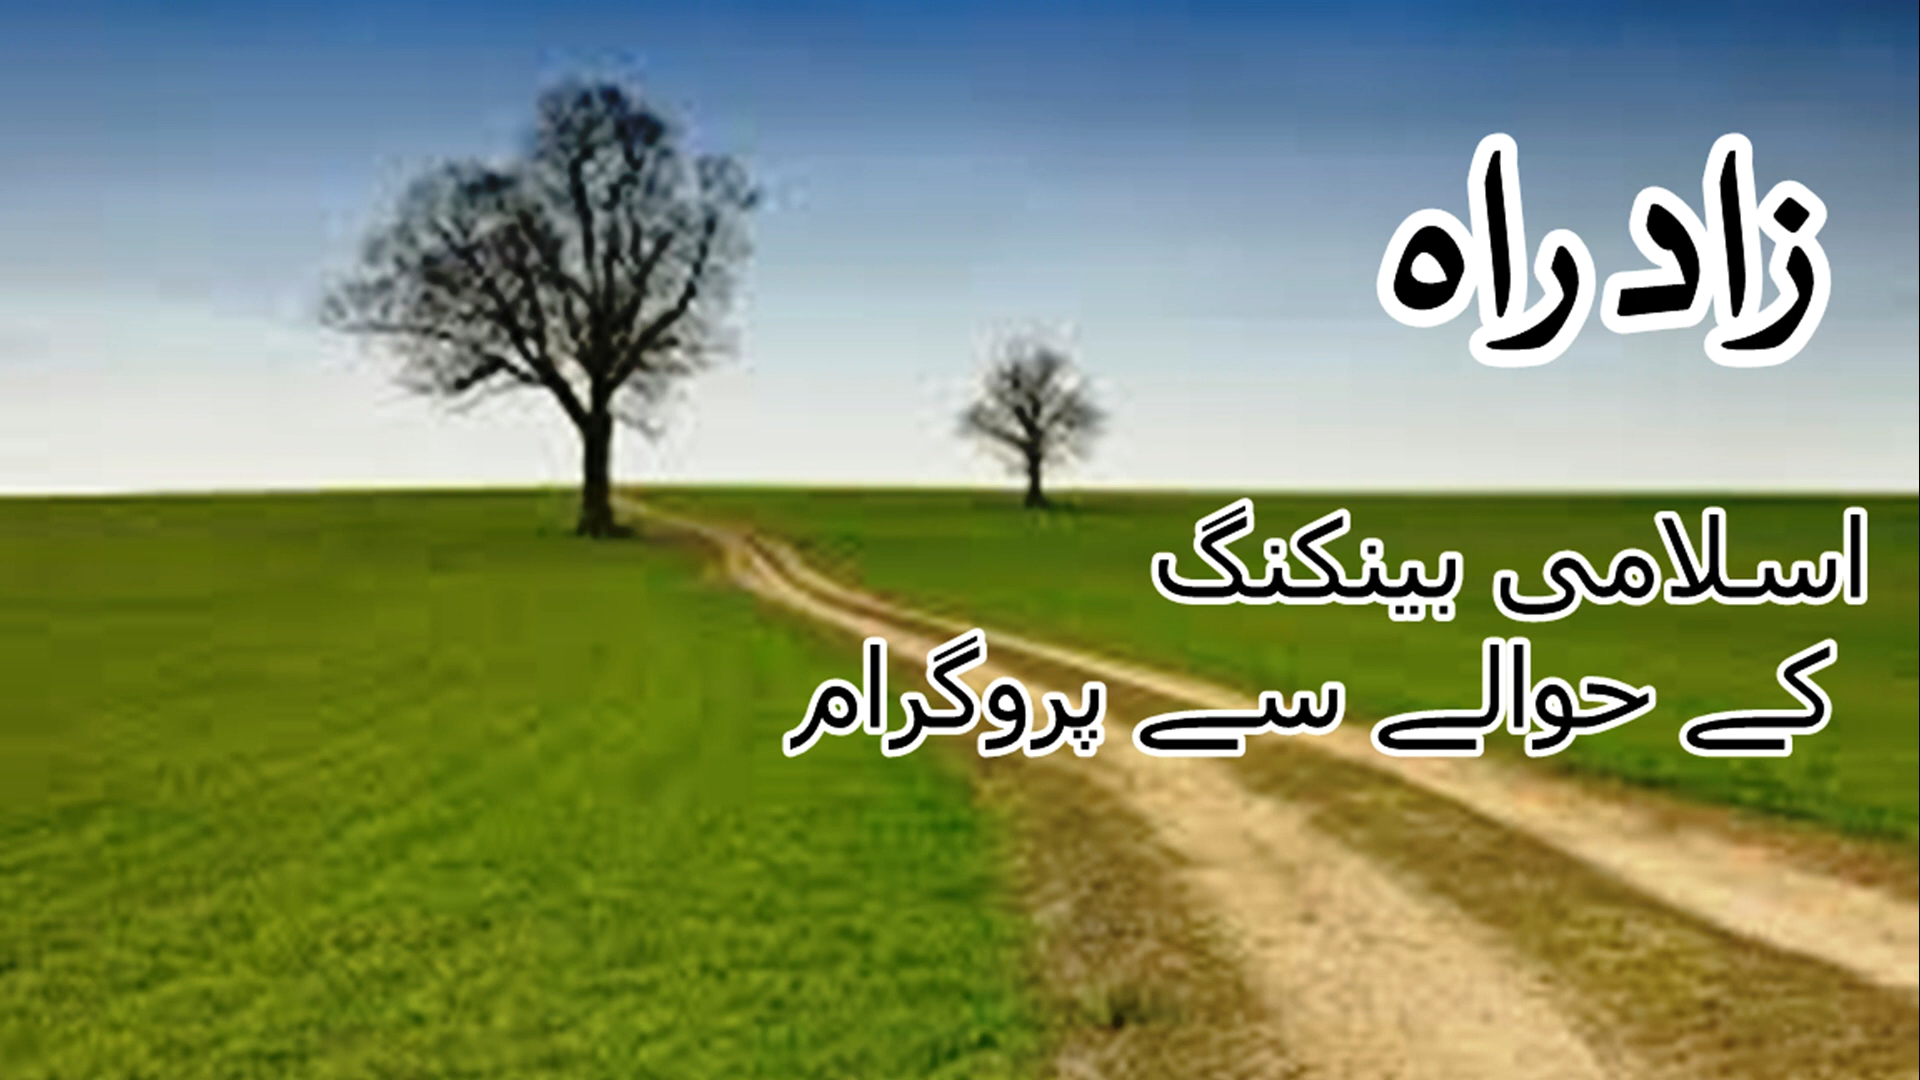 زاد راہ
اسلامی بینکنگ
کے حوالے سے پروگرام